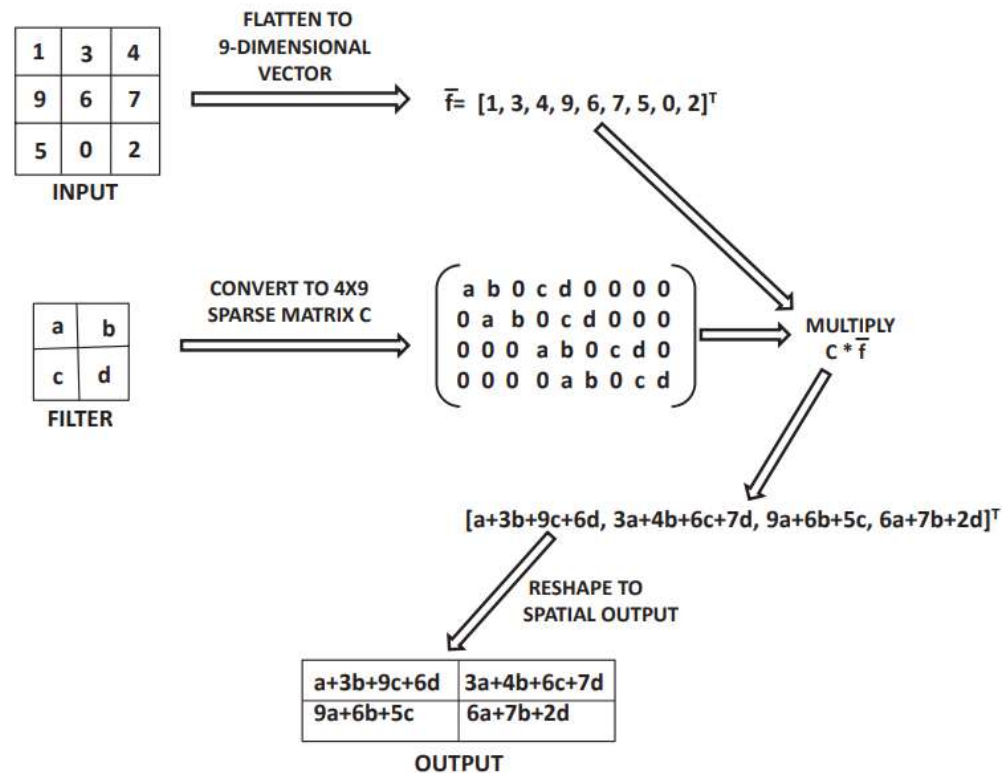 FLATTEN TO
9-DIMENSIONAL
VECTOR
1 3 4
9 6 7
5 0 2
INPUT
f̅= [1, 3, 4, 9, 6, 7, 5, 0, 2]ᵀ
CONVERT TO 4X9
SPARSE MATRIX C
a b
c d
FILTER
a b 0 c d 0 0 0 0
0 a b 0 c d 0 0 0
0 0 0 a b 0 c d 0
0 0 0 0 a b 0 c d
MULTIPLY
C * f̅
[a+3b+9c+6d, 3a+4b+6c+7d, 9a+6b+5c, 6a+7b+2d]ᵀ
RESHAPE TO
SPATIAL OUTPUT
a+3b+9c+6d 3a+4b+6c+7d
9a+6b+5c 6a+7b+2d
OUTPUT